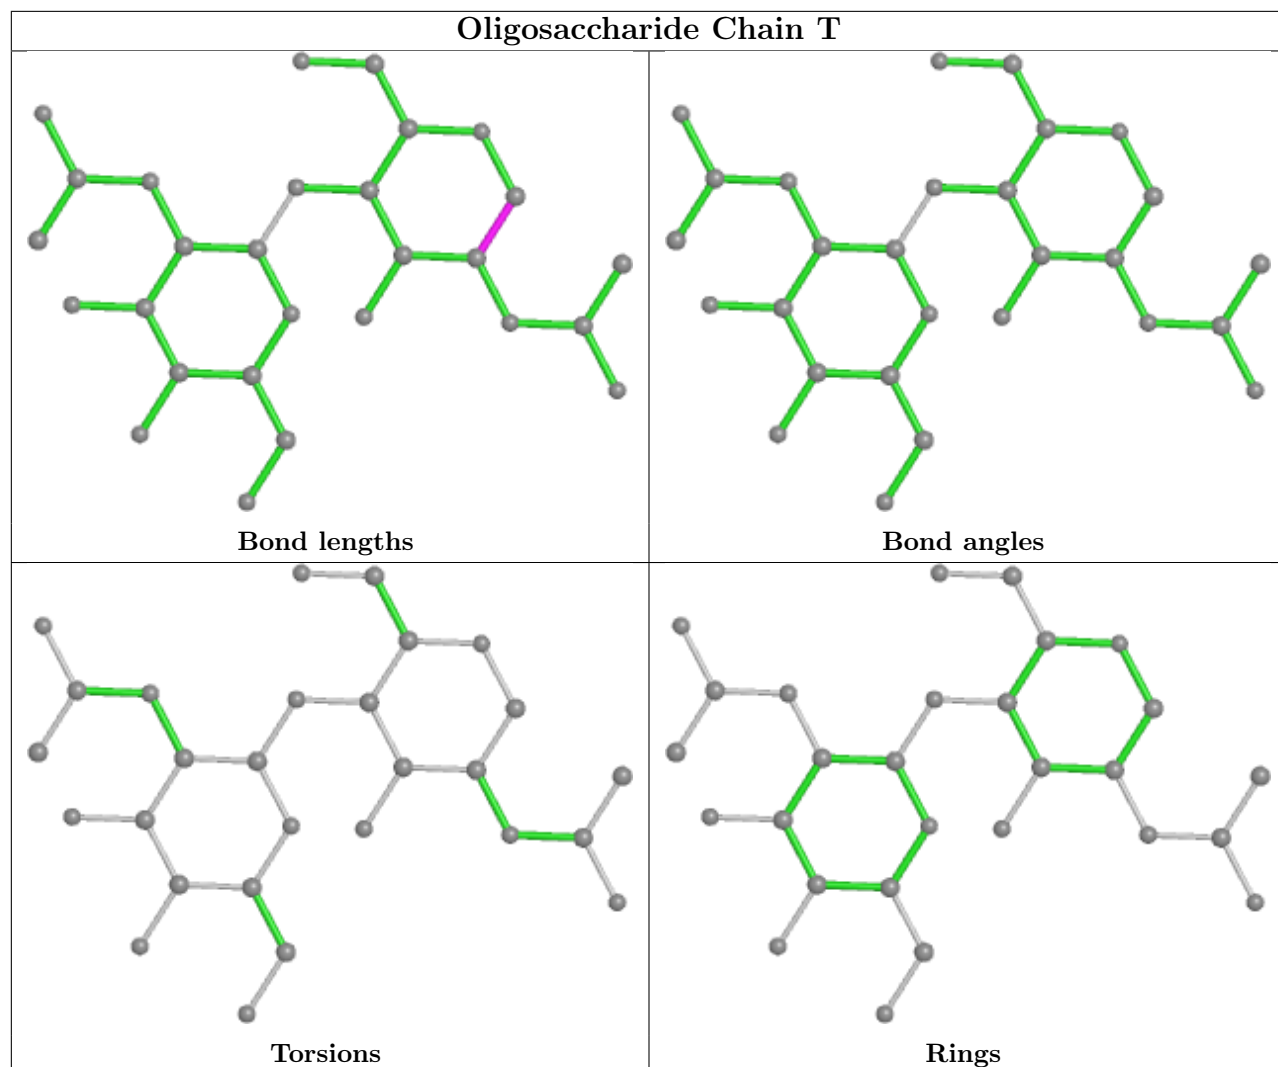 Oligosaccharide Chain T
Bond lengths
Bond angles
Torsions
Rings